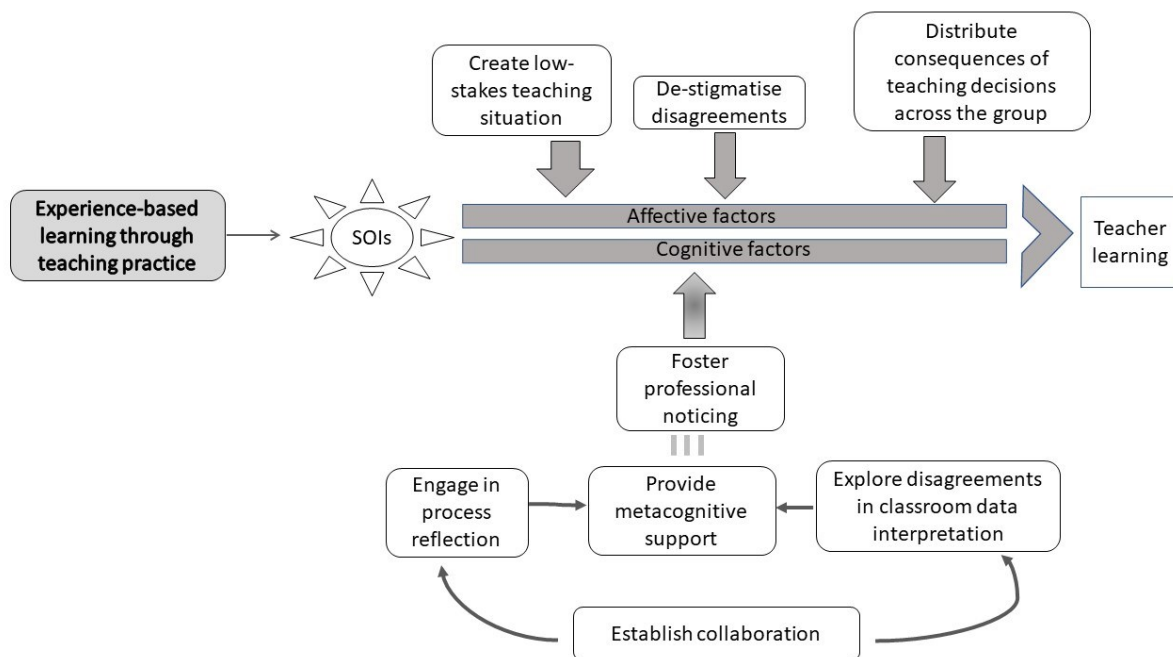 Create low-
stakes teaching
situation
De-stigmatise
disagreements
Distribute
consequences of
teaching decisions
across the group
Experience-based
learning through
teaching practice
SOIs
Affective factors
Cognitive factors
Teacher
learning
Foster
professional
noticing
Engage in
process
reflection
Provide
metacognitive
support
Explore disagreements
in classroom data
interpretation
Establish collaboration